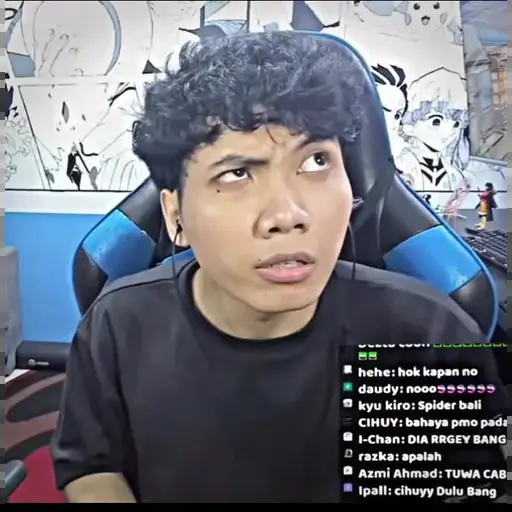 hehe: hok kapan no
daudy: nooo
kyu kiro: Spider bali
CIHUY: bahaya pmo pada
I-Chan: DIA RRGEY BANG
razka: apalah
Azmi Ahmad: TUWA CAB
Ipall: cihuyy Dulu Bang